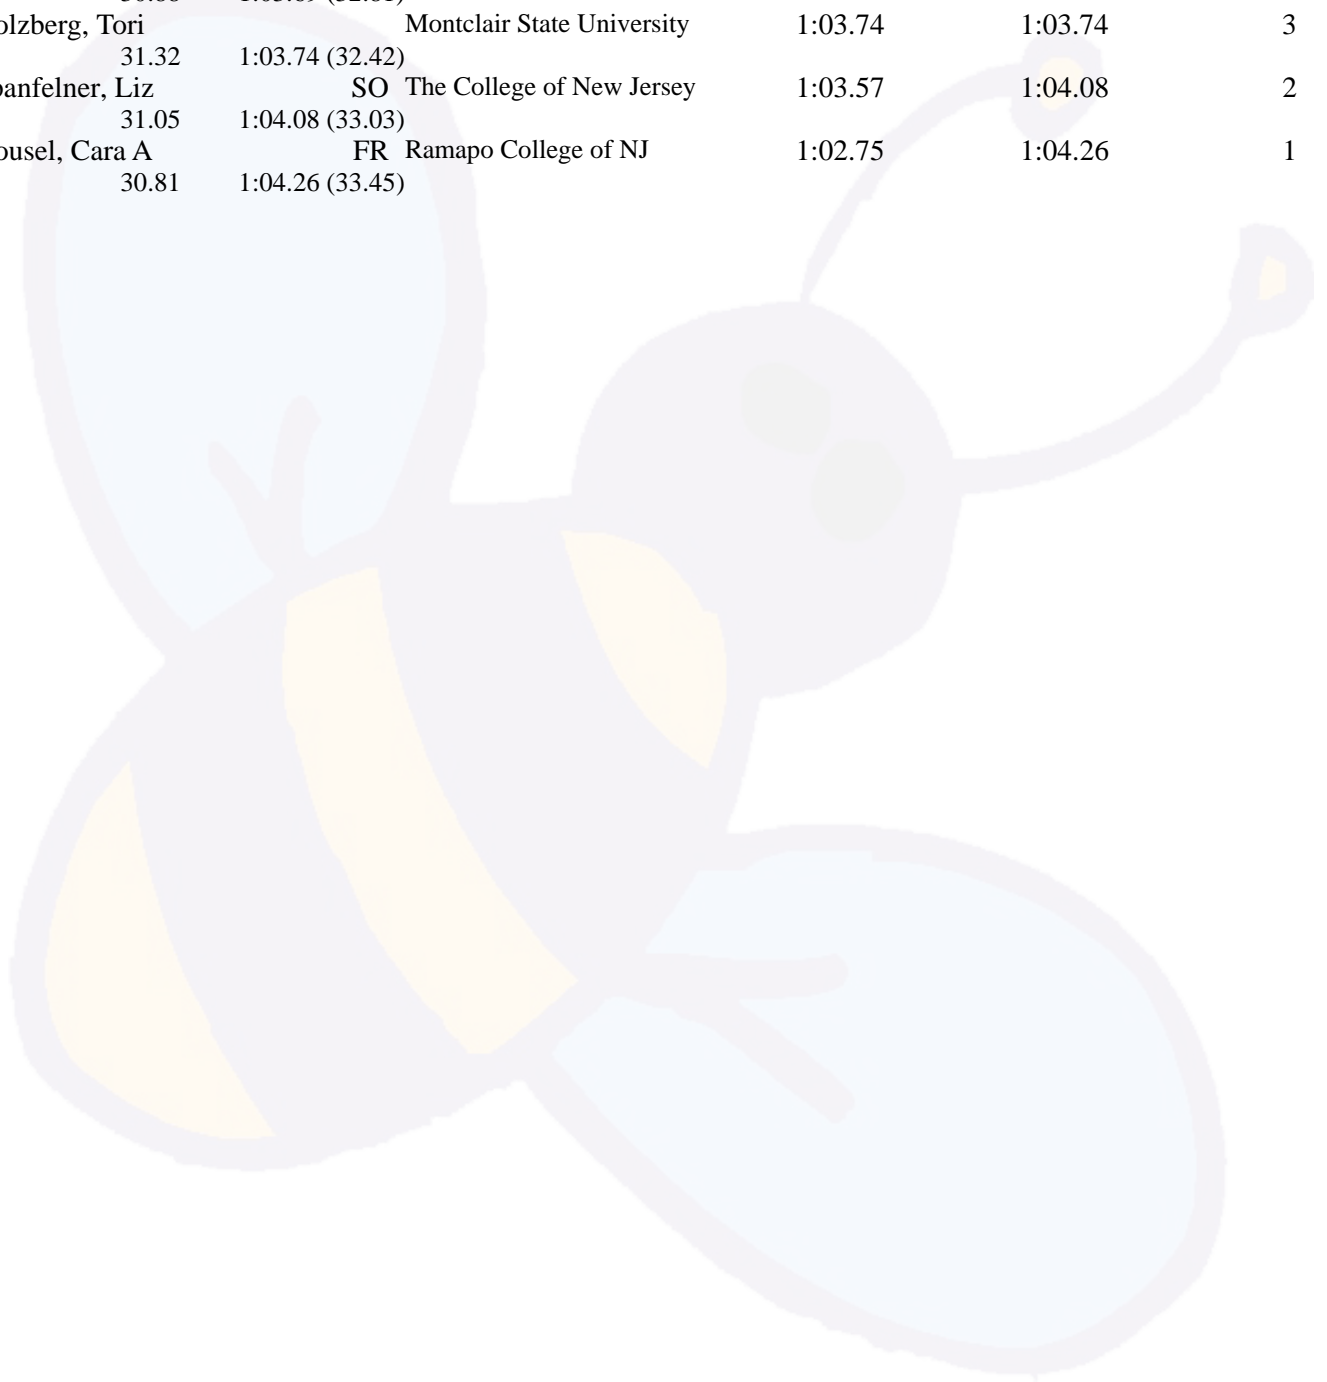 olzberg, Tori Montclair State University 1:03.74 1:03.74 3
31.32 1:03.74 (32.42)
banfelner, Liz SO The College of New Jersey 1:03.57 1:04.08 2
31.05 1:04.08 (33.03)
ousel, Cara A FR Ramapo College of NJ 1:02.75 1:04.26 1
30.81 1:04.26 (33.45)